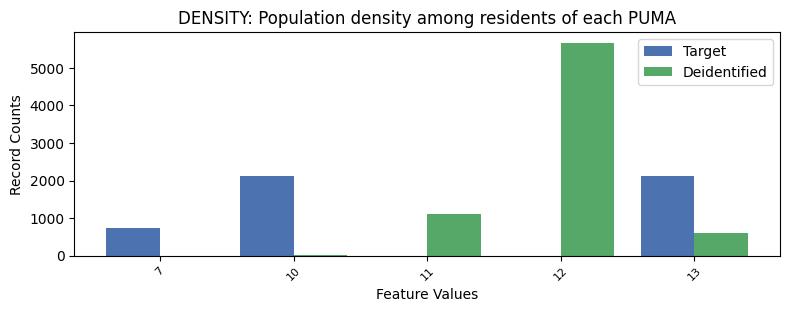 DENSITY: Population density among residents of each PUMA
Target
Deidentified
Record Counts
5000
4000
3000
2000
1000
0
7
10
11
12
13
Feature Values